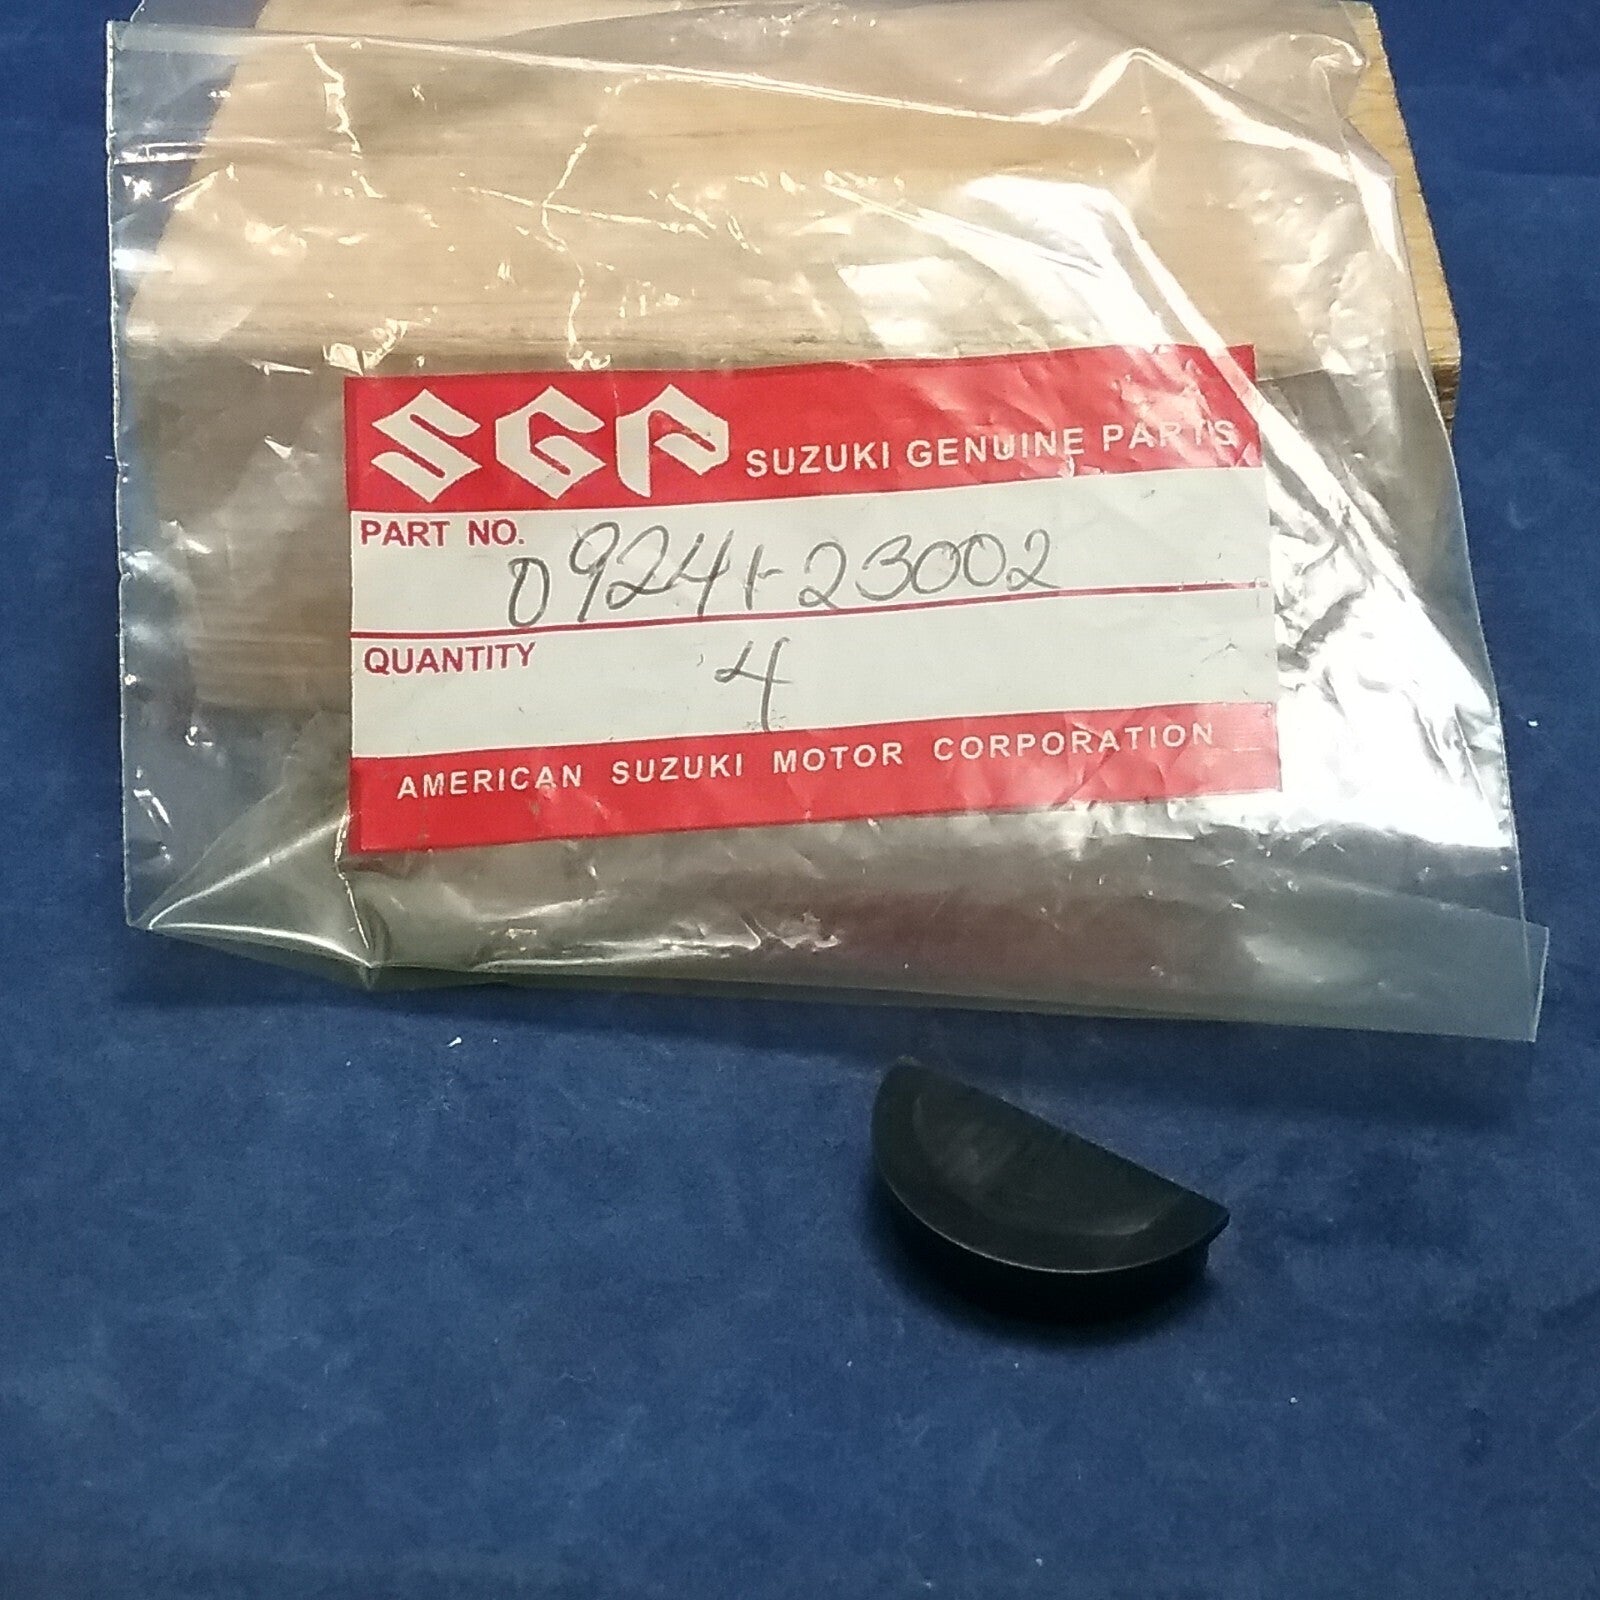 SGP SUZUKI GENUINE PARTS
PART NO. 09241-23002
QUANTITY 4
AMERICAN SUZUKI MOTOR CORPORATION